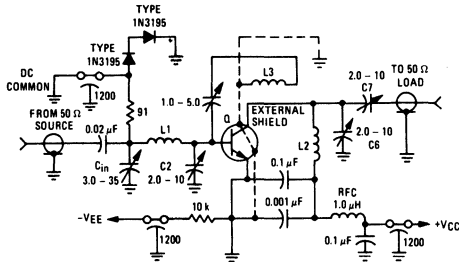 TYPE
1N3195
TYPE
1N3195
DC
COMMON
1200
FROM 50 Ω
SOURCE
91
0.02 µF
L1
Cin
3.0 – 35
C2
2.0 – 10
1.0 – 5.0
L3
Q
EXTERNAL
SHIELD
2.0 – 10
C7
TO 50 Ω
LOAD
L2
2.0 – 10
C6
0.1 µF
–VEE
10 k
0.001 µF
RFC
1.0 µH
+VCC
1200
0.1 µF
1200